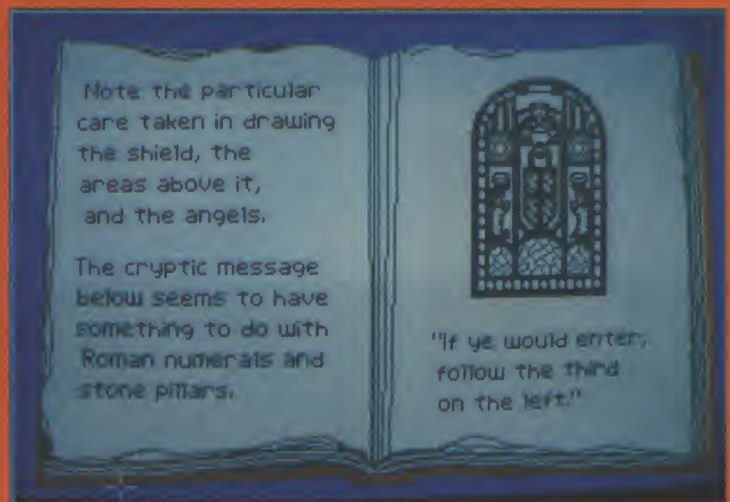 Note the particular
care taken in drawing
the shield, the
areas above it,
and the angels.
The cryptic message
below seems to have
something to do with
Roman numerals and
stone pillars.
"If ye would enter,
follow the third
on the left."